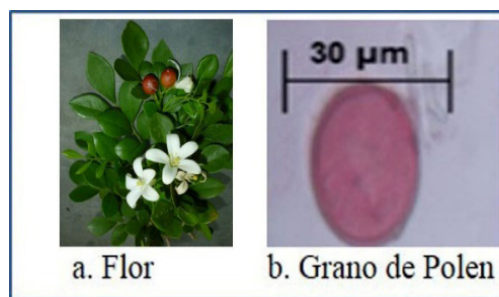 30 µm
a. Flor
b. Grano de Polen